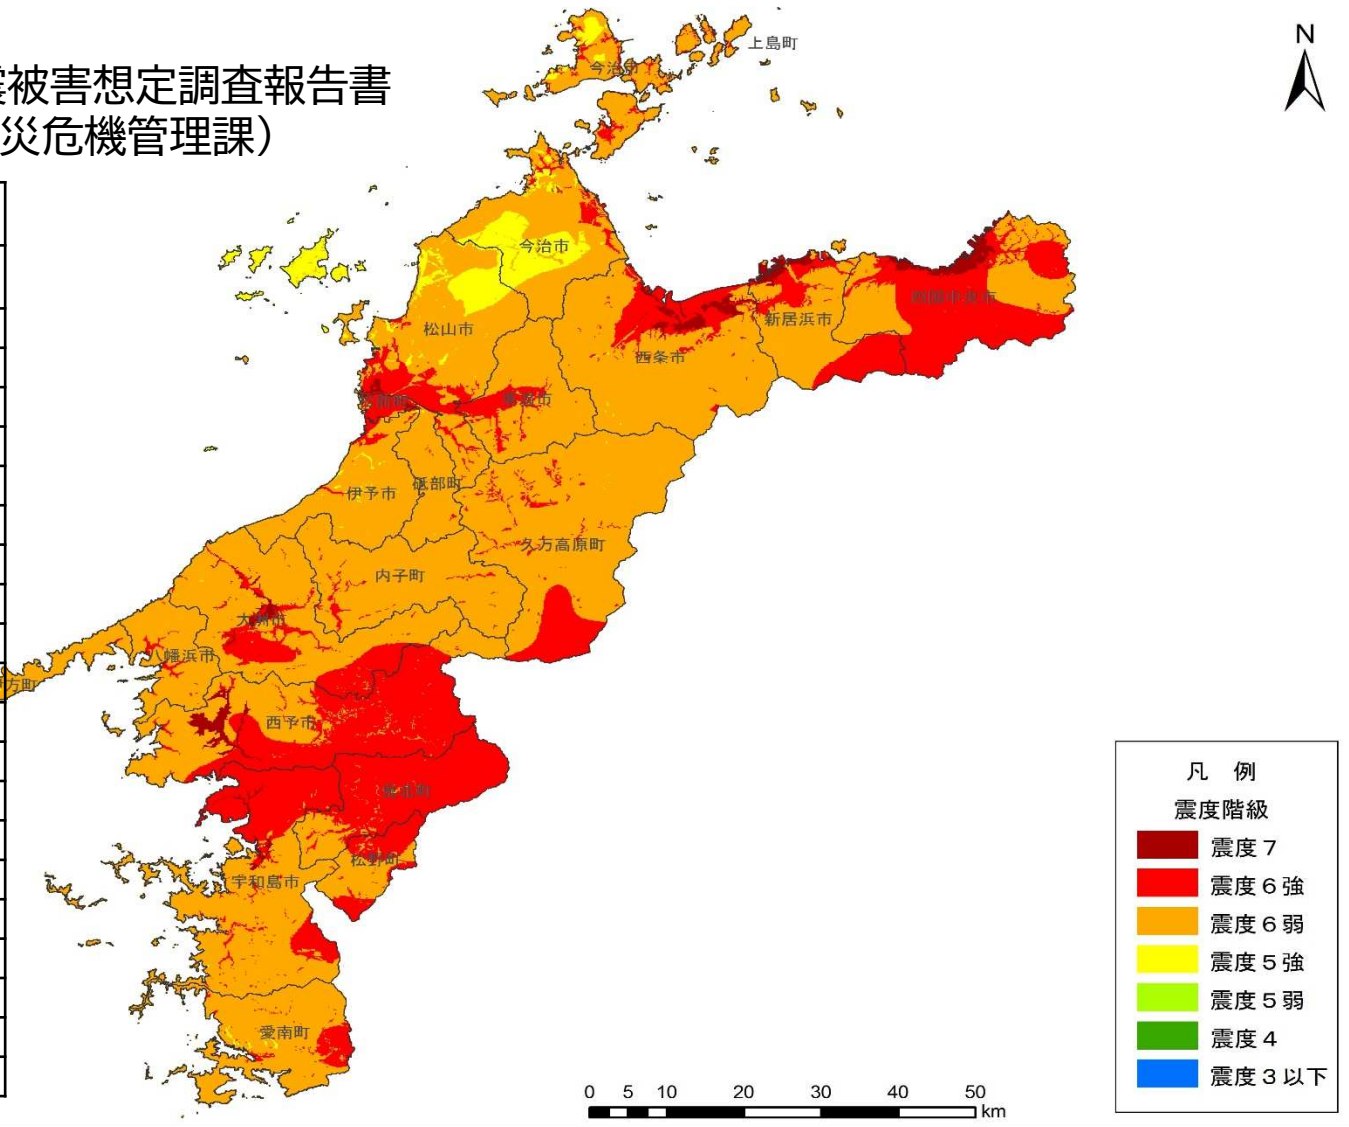 震被害想定調査報告書
災危機管理課）
N
上島町
今治市
今治市
松山市
新居浜市
四国中央市
西条市
松前町
東温市
伊予市
砥部町
久万高原町
内子町
大洲市
八幡浜市
方町
西予市
鬼北町
松野町
宇和島市
愛南町
凡 例
震度階級
震度７
震度６強
震度６弱
震度５強
震度５弱
震度４
震度３以下
0 5 10 20 30 40 50
km